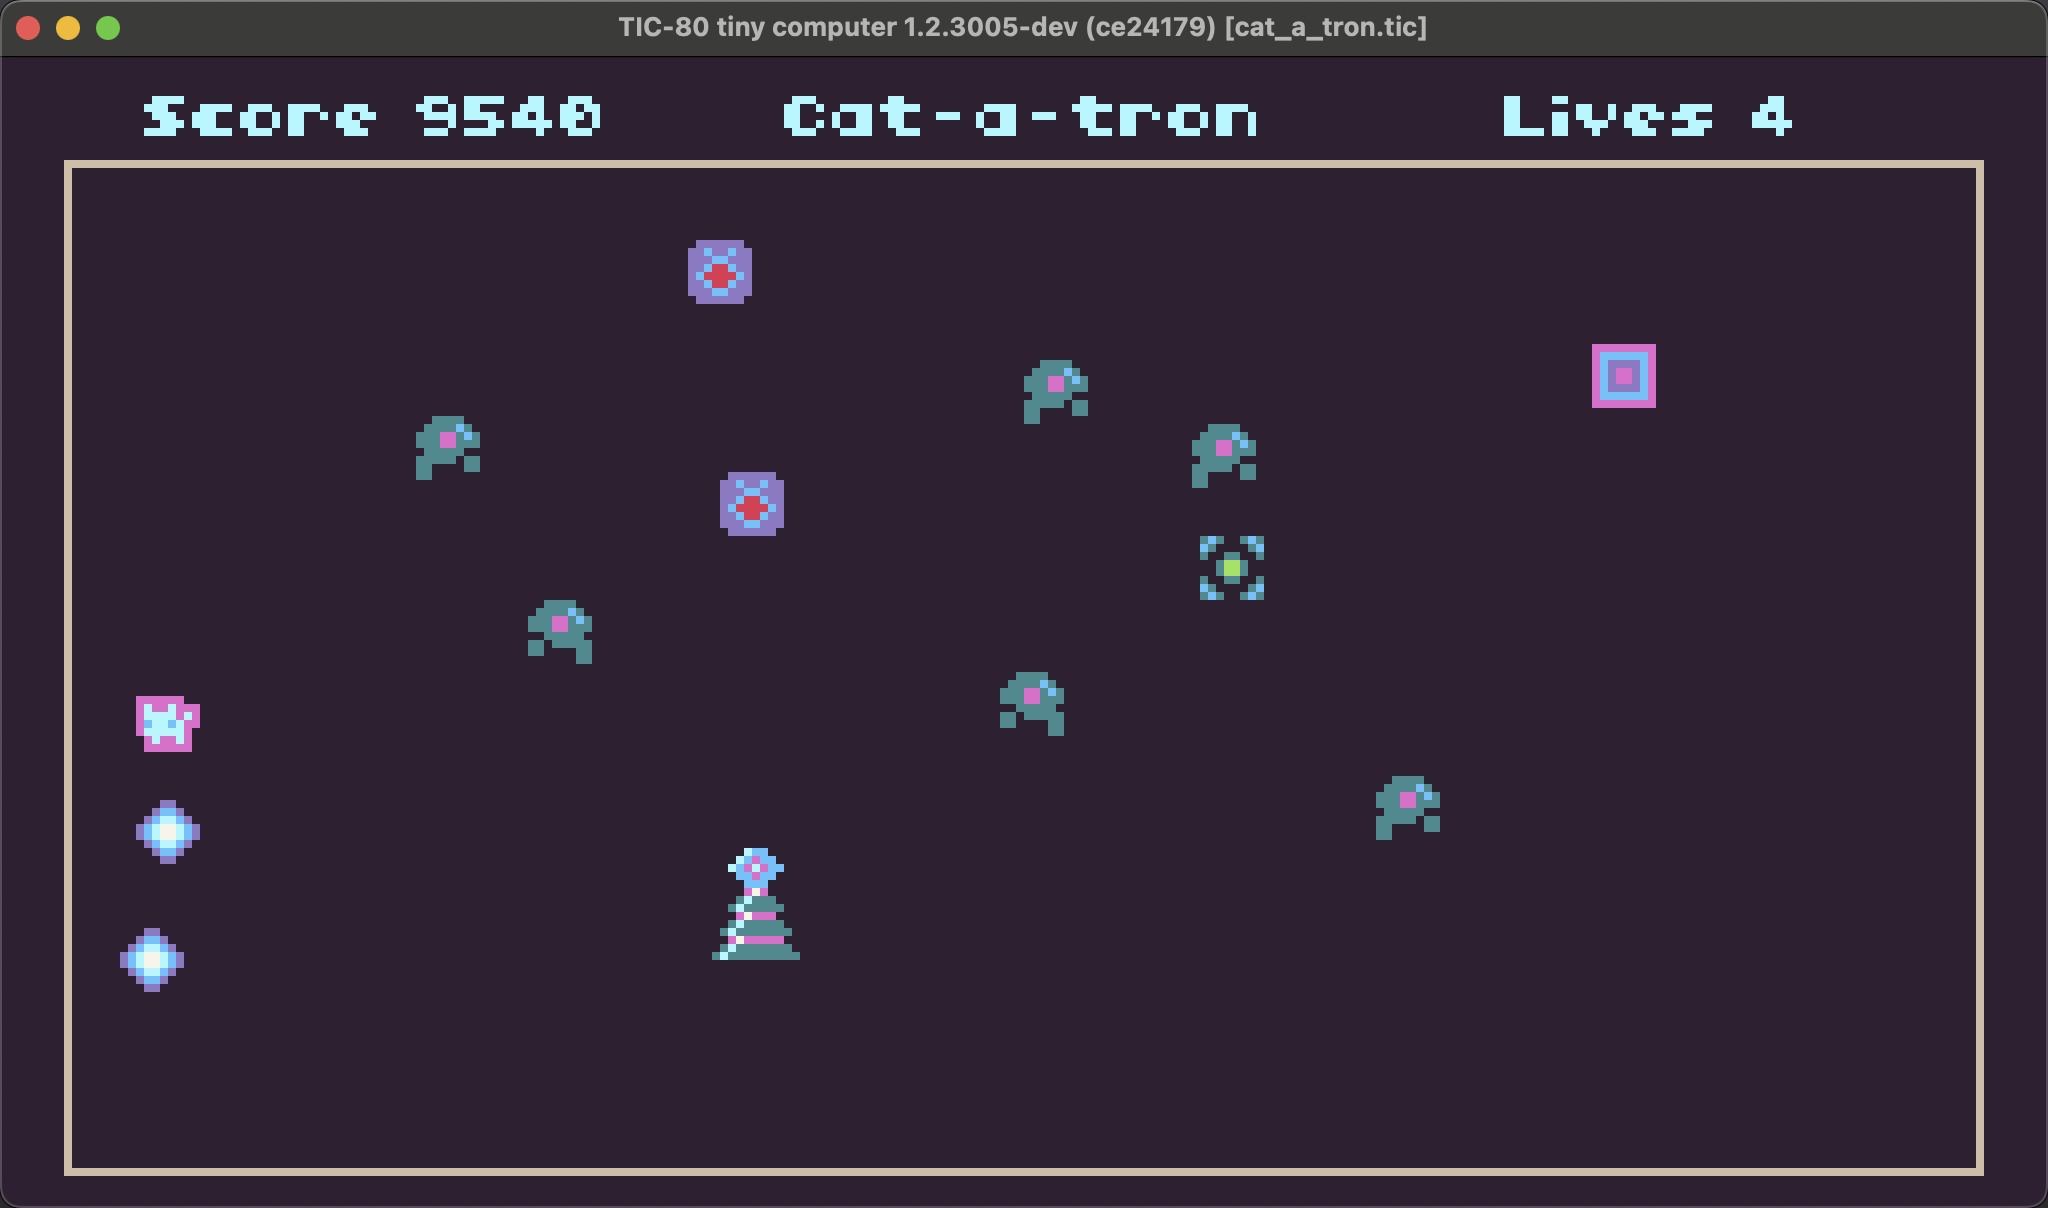 TIC-80 tiny computer 1.2.3005-dev (ce24179) [cat_a_tron.tic]
Score 9540 Cat-a-tron Lives 4